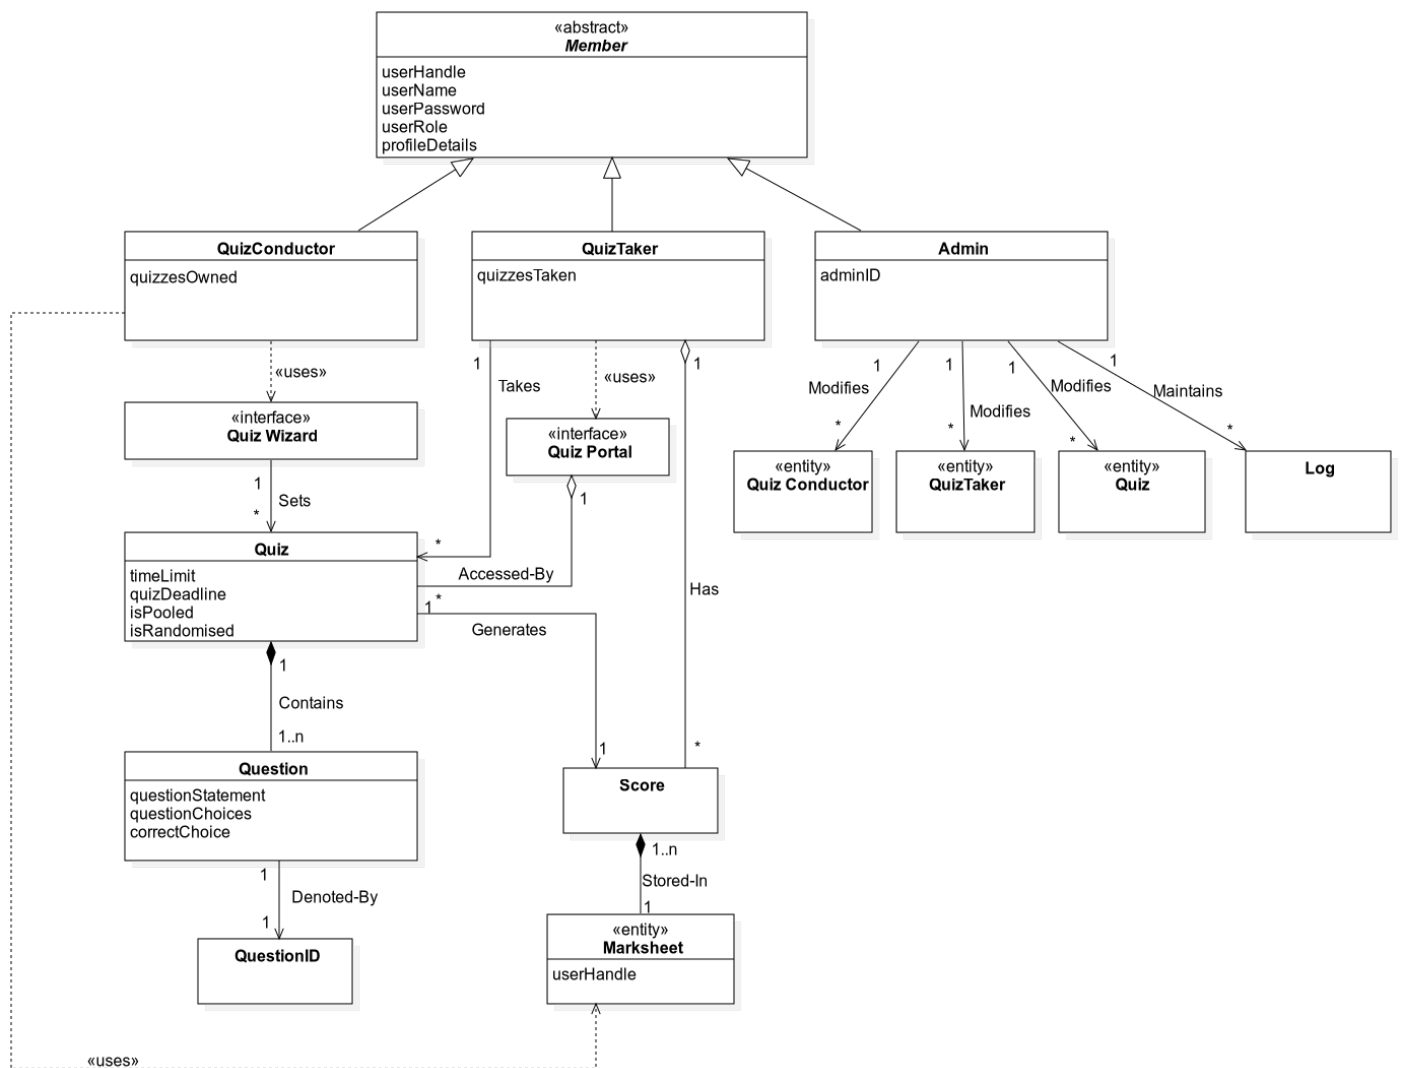 «abstract»
Member
userHandle
userName
userPassword
userRole
profileDetails
QuizConductor
quizzesOwned
QuizTaker
quizzesTaken
Admin
adminID
«uses»
1
Takes
«uses»
1
1
Modifies
*
1
Modifies
*
1
Modifies
*
1
Maintains
*
«interface»
Quiz Wizard
«interface»
Quiz Portal
«entity»
Quiz Conductor
«entity»
QuizTaker
«entity»
Quiz
Log
1
Sets
*
1
*
Accessed-By
*
Quiz
timeLimit
quizDeadline
isPooled
isRandomised
1
Generates
1
Has
*
1
Contains
1..n
Question
questionStatement
questionChoices
correctChoice
Score
1..n
Stored-In
1
1
Denoted-By
1
QuestionID
«entity»
Marksheet
userHandle
«uses»